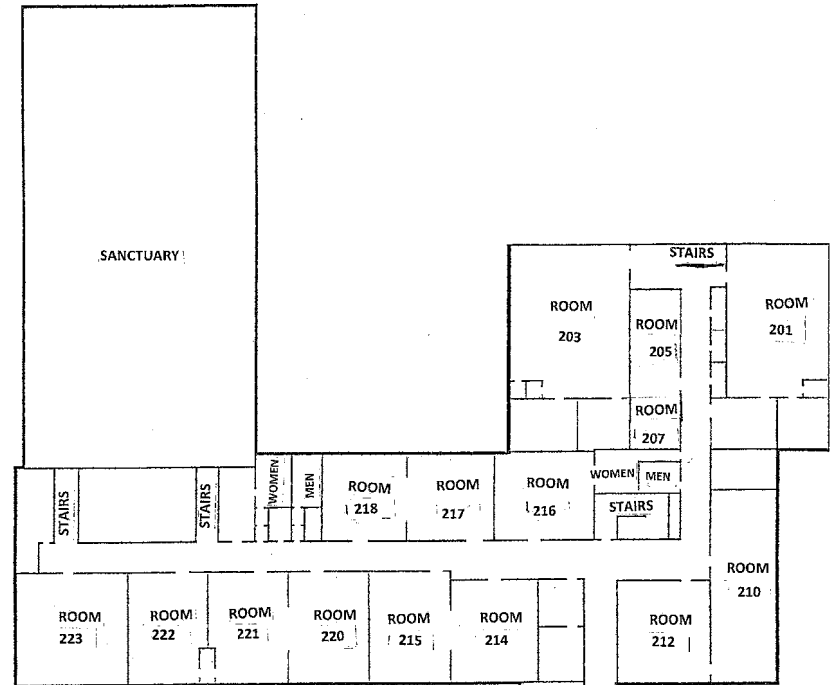 SANCTUARY
STAIRS
ROOM
203
ROOM
205
ROOM
201
ROOM
207
STAIRS
STAIRS
WOMEN
MEN
ROOM
218
ROOM
217
ROOM
216
WOMEN
MEN
STAIRS
ROOM
210
ROOM
223
ROOM
222
ROOM
221
ROOM
220
ROOM
215
ROOM
214
ROOM
212